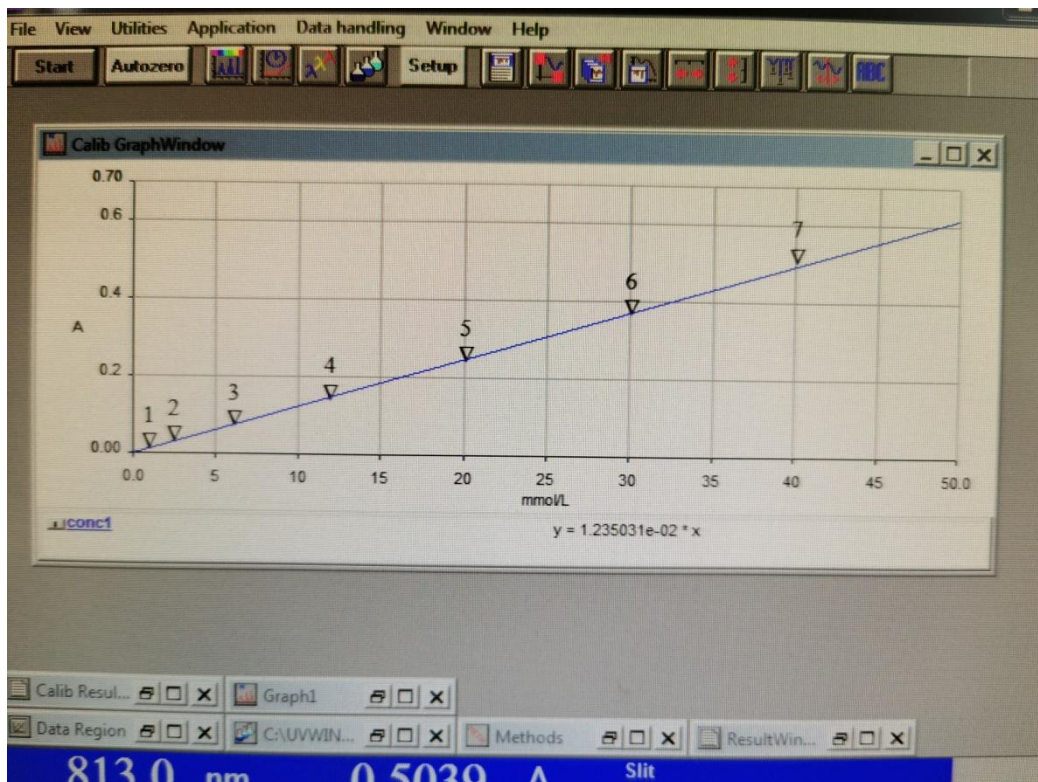 File View Utilities Application Data handling Window Help
Start Autozero Setup ABC
Calib GraphWindow
0.70
0.6
0.4
A
0.2
0.00
1 2 3 4 5 6 7
0.0 5 10 15 20 25 30 35 40 45 50.0
mmol/L
conc1
y = 1.235031e-02 * x
Calib Resul... Graph1
Data Region C:\UVWIN... Methods ResultWin...
813.0 nm 0.5039 A Slit